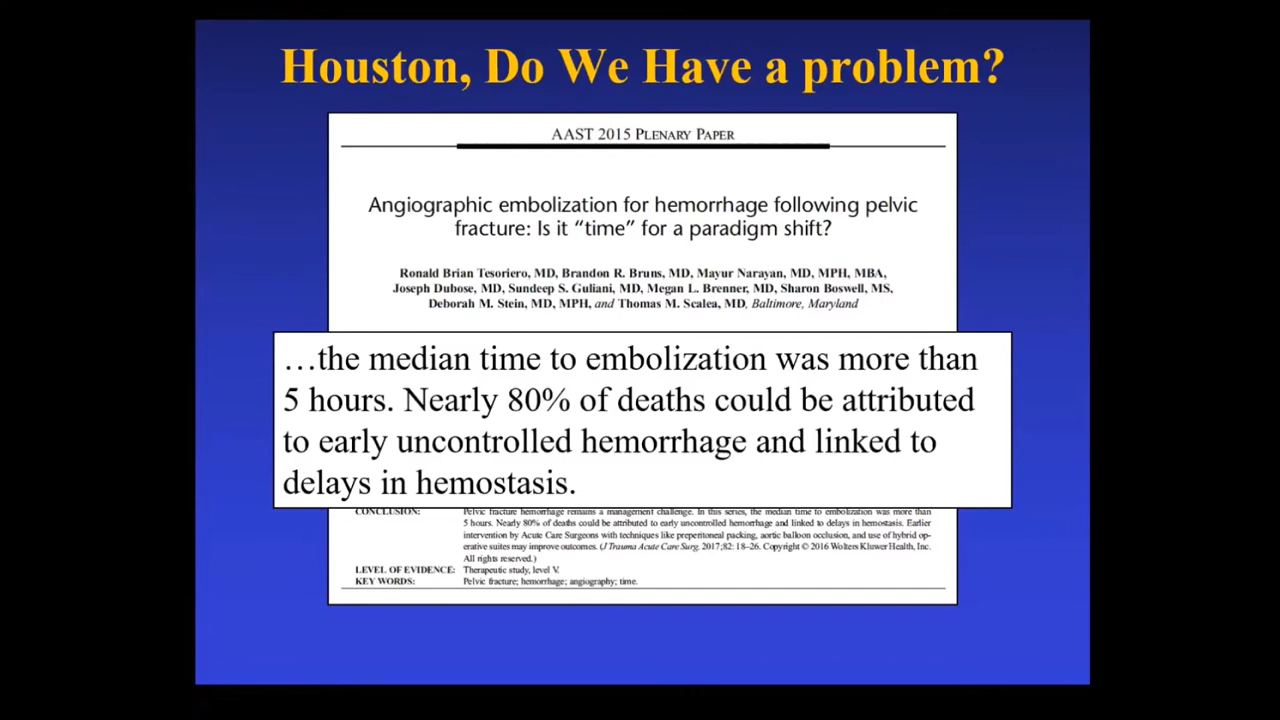 Houston, Do We Have a problem?
AAST 2015 PLENARY PAPER
Angiographic embolization for hemorrhage following pelvic
fracture: Is it “time” for a paradigm shift?
Ronald Brian Tesoriero, MD, Brandon R. Bruns, MD, Mayur Narayan, MD, MPH, MBA,
Joseph Dubose, MD, Sundeep S. Guliani, MD, Megan L. Brenner, MD, Sharon Boswell, MS,
Deborah M. Stein, MD, MPH, and Thomas M. Scalea, MD, Baltimore, Maryland
…the median time to embolization was more than
5 hours. Nearly 80% of deaths could be attributed
to early uncontrolled hemorrhage and linked to
delays in hemostasis.
CONCLUSION: Pelvic fracture hemorrhage remains a management challenge. In this series, the median time to embolization was more than
5 hours. Nearly 80% of deaths could be attributed to early uncontrolled hemorrhage and linked to delays in hemostasis. Earlier
intervention by Acute Care Surgeons with techniques like preperitoneal packing, aortic balloon occlusion, and use of hybrid op-
erative suites may improve outcomes. (J Trauma Acute Care Surg. 2017;82: 18–26. Copyright © 2016 Wolters Kluwer Health, Inc.
All rights reserved.)
LEVEL OF EVIDENCE: Therapeutic study, level V.
KEY WORDS: Pelvic fracture; hemorrhage; angiography; time.